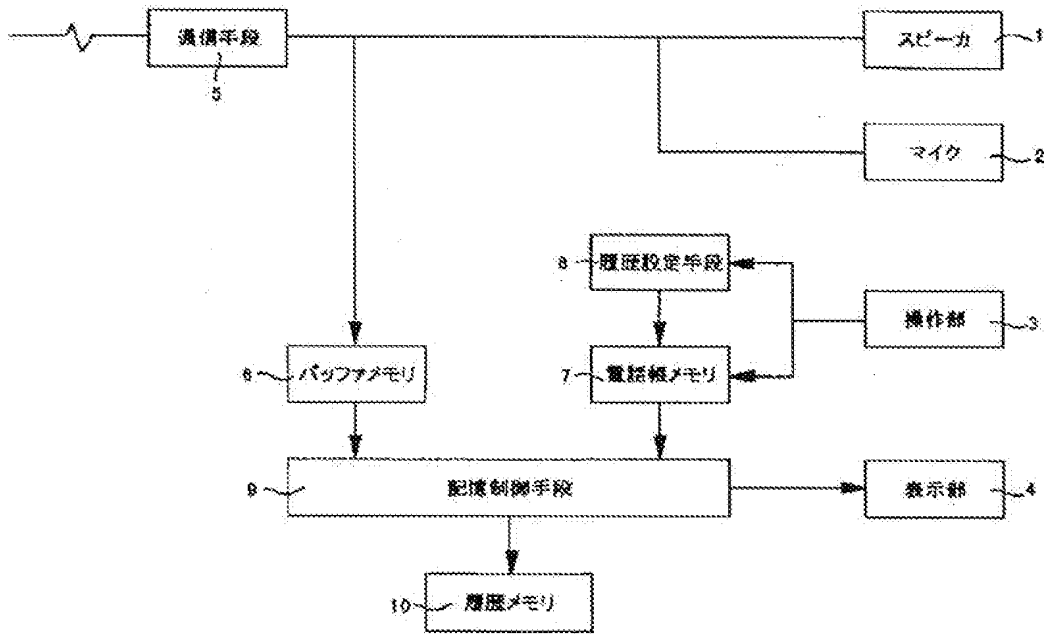 通信手段
5
スピーカ
1
マイク
2
8
履歴設定手段
操作部
3
6
バッファメモリ
7
電話帳メモリ
9
記憶制御手段
表示部
4
10
履歴メモリ